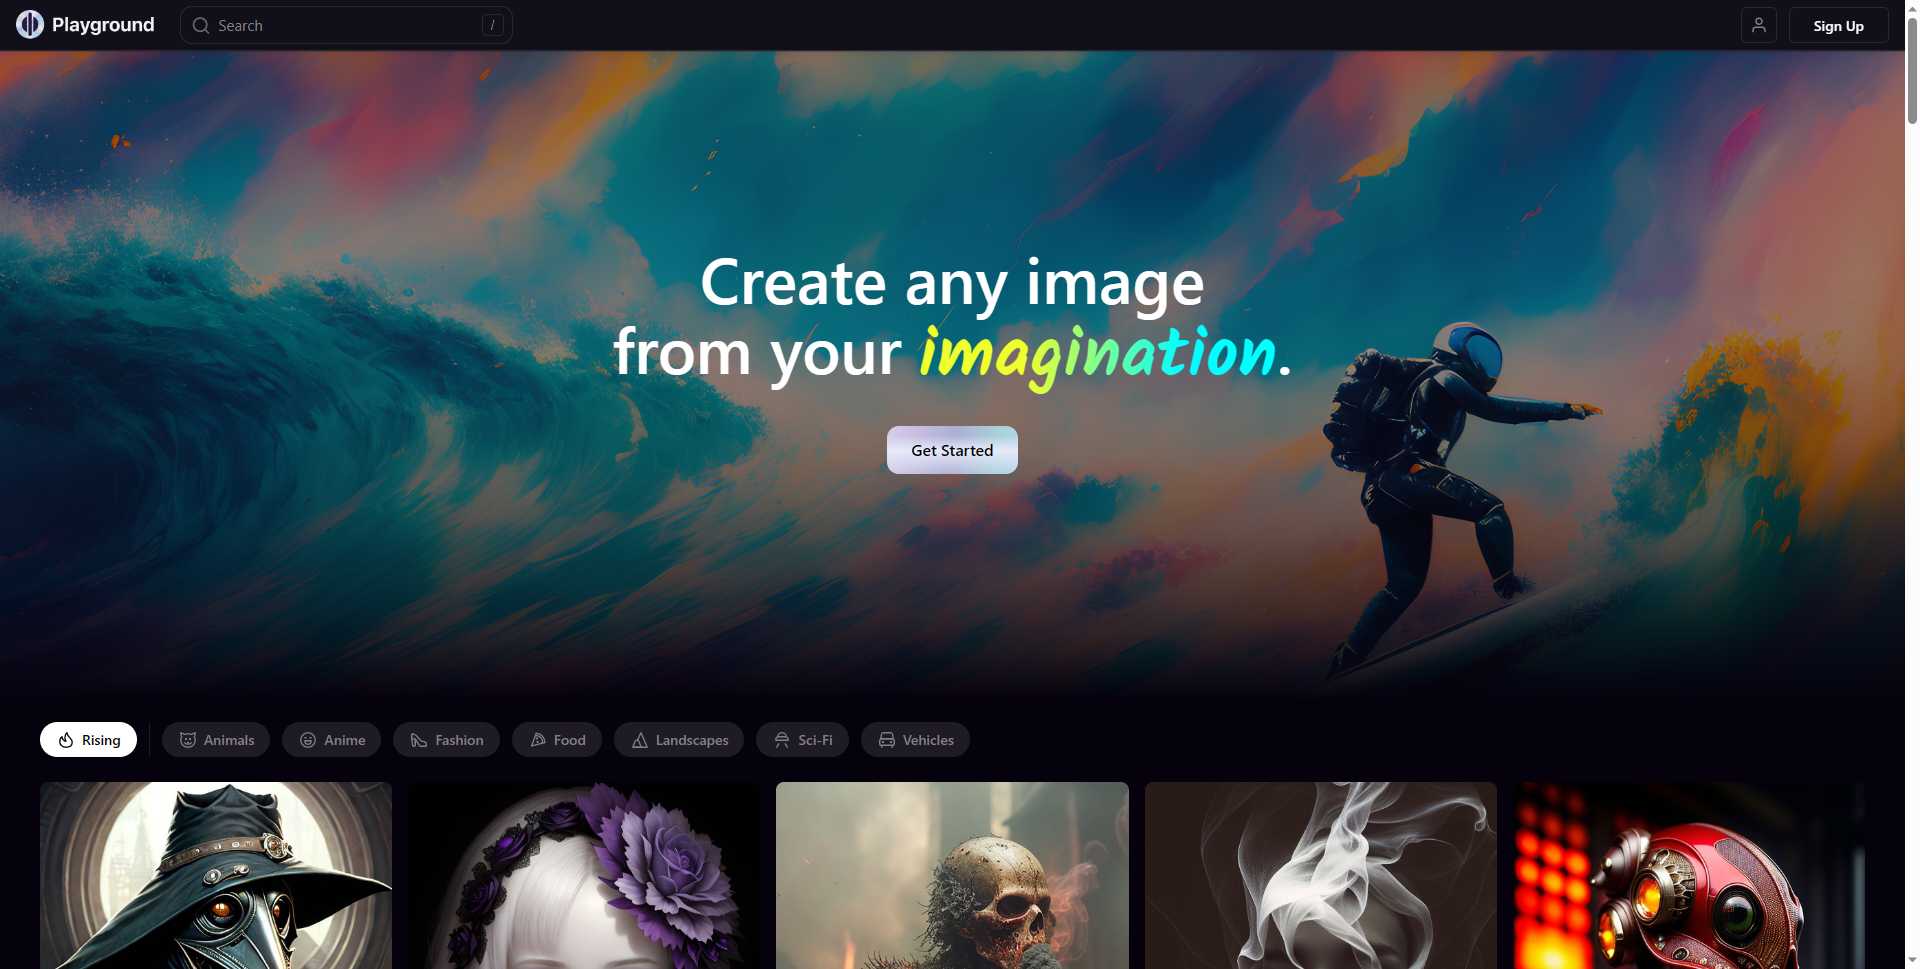 Playground
Search
/
Sign Up
Create any image
from your imagination.
Get Started
Rising
Animals
Anime
Fashion
Food
Landscapes
Sci-Fi
Vehicles